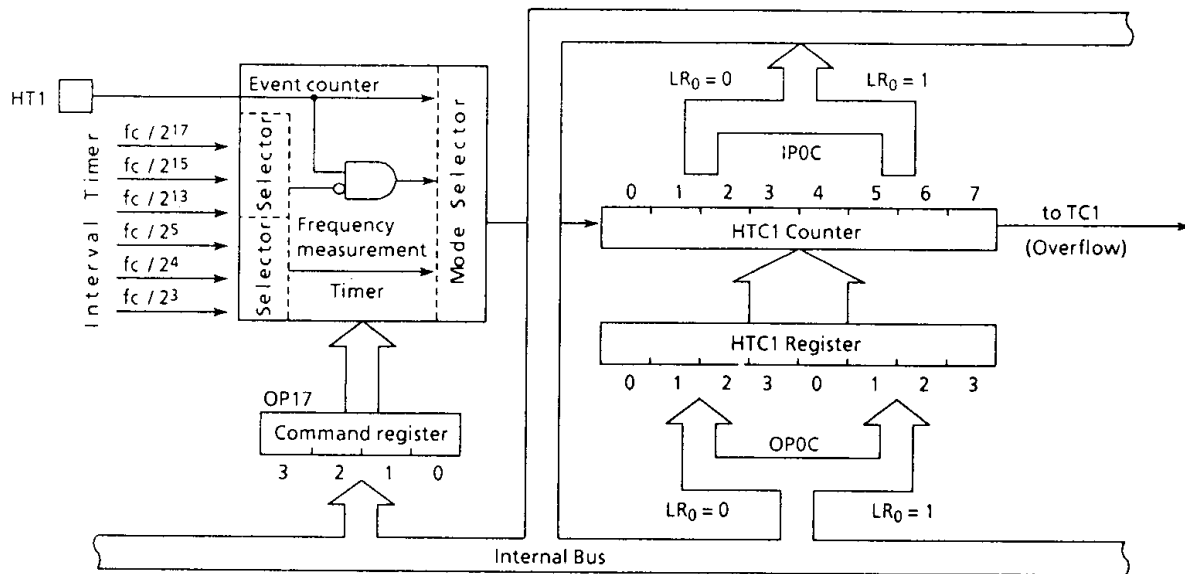 HT1
Interval Timer
fc / 2^17
fc / 2^15
fc / 2^13
fc / 2^5
fc / 2^4
fc / 2^3
Event counter
Selector
Selector
Frequency
measurement
Timer
Mode Selector
OP17
Command register
3 2 1 0
LR0 = 0
LR0 = 1
IP0C
0 1 2 3 4 5 6 7
HTC1 Counter
to TC1
(Overflow)
HTC1 Register
0 1 2 3 0 1 2 3
OP0C
LR0 = 0
LR0 = 1
Internal Bus